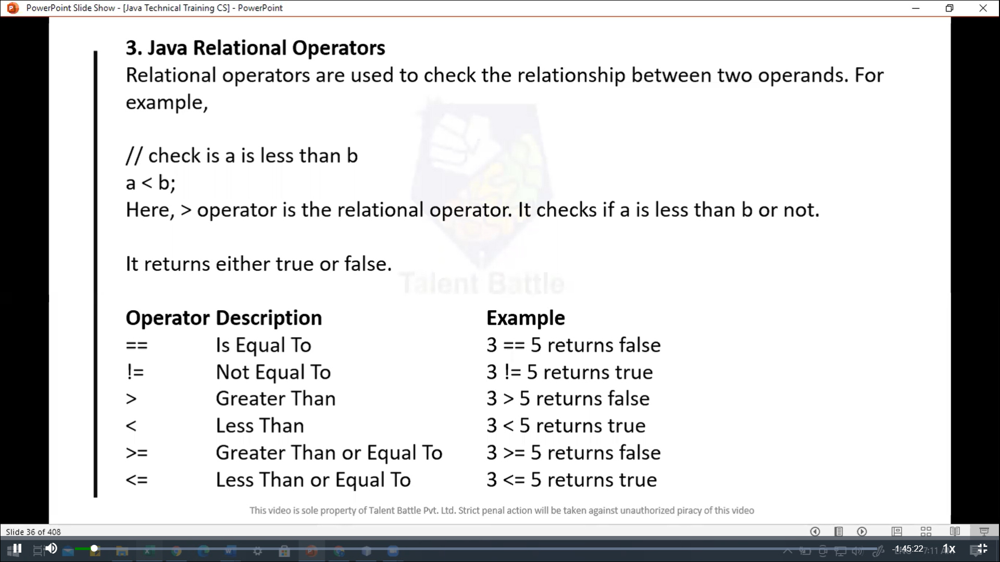 PowerPoint Slide Show - [Java Technical Training CS] - PowerPoint
3. Java Relational Operators
Relational operators are used to check the relationship between two operands. For
example,
// check is a is less than b
a < b;
Here, > operator is the relational operator. It checks if a is less than b or not.
It returns either true or false.
Talent Battle
Operator Description Example
== Is Equal To 3 == 5 returns false
!= Not Equal To 3 != 5 returns true
> Greater Than 3 > 5 returns false
< Less Than 3 < 5 returns true
>= Greater Than or Equal To 3 >= 5 returns false
<= Less Than or Equal To 3 <= 5 returns true
This video is sole property of Talent Battle Pvt. Ltd. Strict penal action will be taken against unauthorized piracy of this video
Slide 36 of 408
-1:45:22 1x